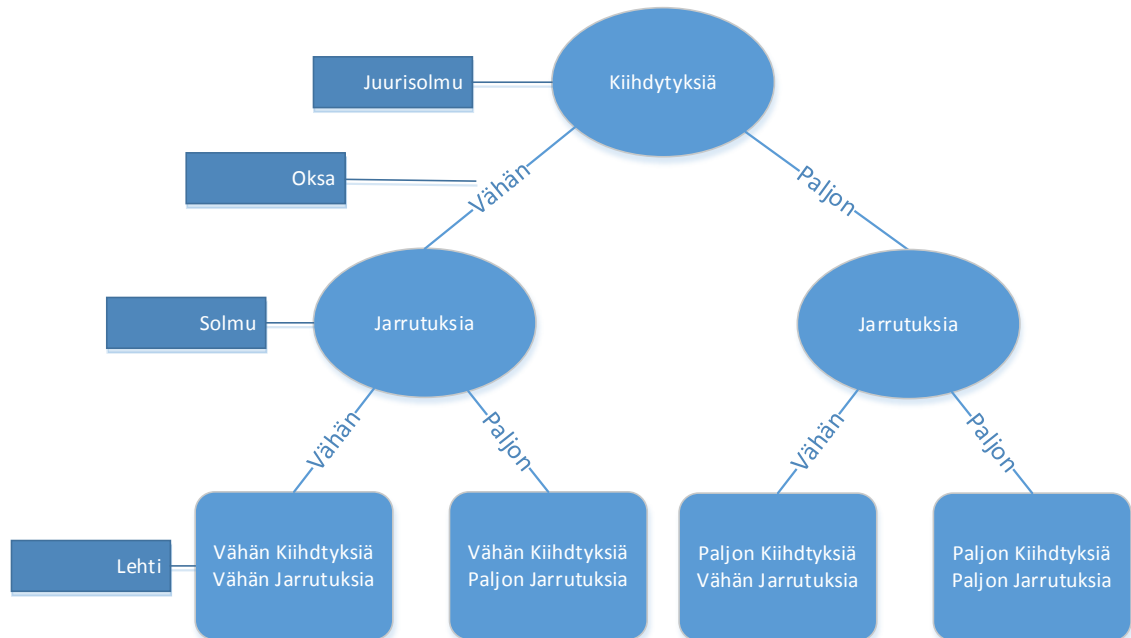 Juurisolmu
Kiihdytyksiä
Oksa
Vähän
Paljon
Solmu
Jarrutuksia
Jarrutuksia
Vähän
Paljon
Vähän
Paljon
Lehti
Vähän Kiihdtyksiä
Vähän Jarrutuksia
Vähän Kiihdtyksiä
Paljon Jarrutuksia
Paljon Kiihdtyksiä
Vähän Jarrutuksia
Paljon Kiihdtyksiä
Paljon Jarrutuksia